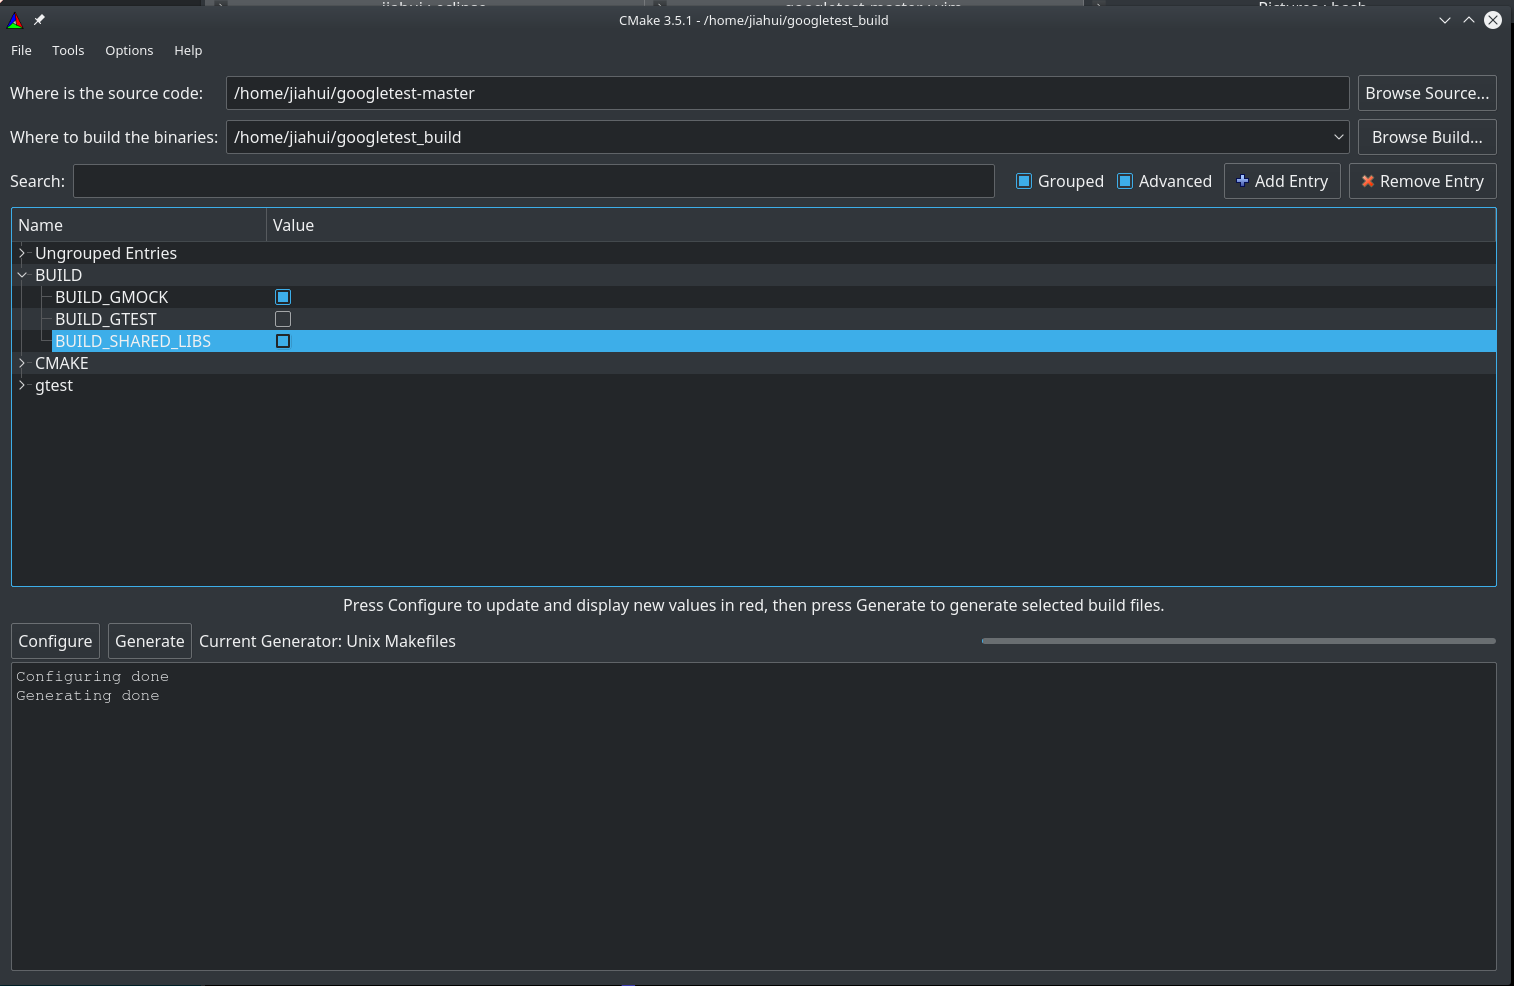 CMake 3.5.1 - /home/jiahui/googletest_build
File Tools Options Help
Where is the source code: /home/jiahui/googletest-master Browse Source...
Where to build the binaries: /home/jiahui/googletest_build Browse Build...
Search: Grouped Advanced Add Entry Remove Entry
Name Value
Ungrouped Entries
BUILD
BUILD_GMOCK
BUILD_GTEST
BUILD_SHARED_LIBS
CMAKE
gtest
Press Configure to update and display new values in red, then press Generate to generate selected build files.
Configure Generate Current Generator: Unix Makefiles
Configuring done
Generating done